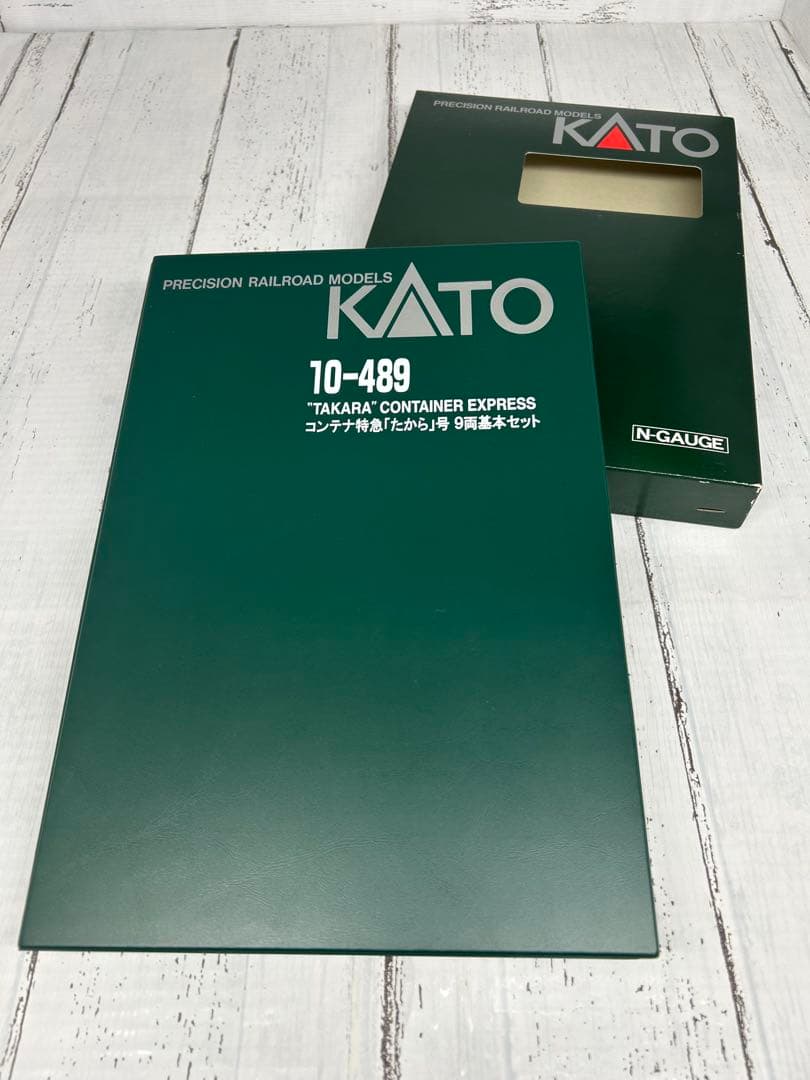 PRECISION RAILROAD MODELS
KATO
N-GAUGE
PRECISION RAILROAD MODELS
KATO
10-489
"TAKARA" CONTAINER EXPRESS
コンテナ特急「たから」号 9両基本セット